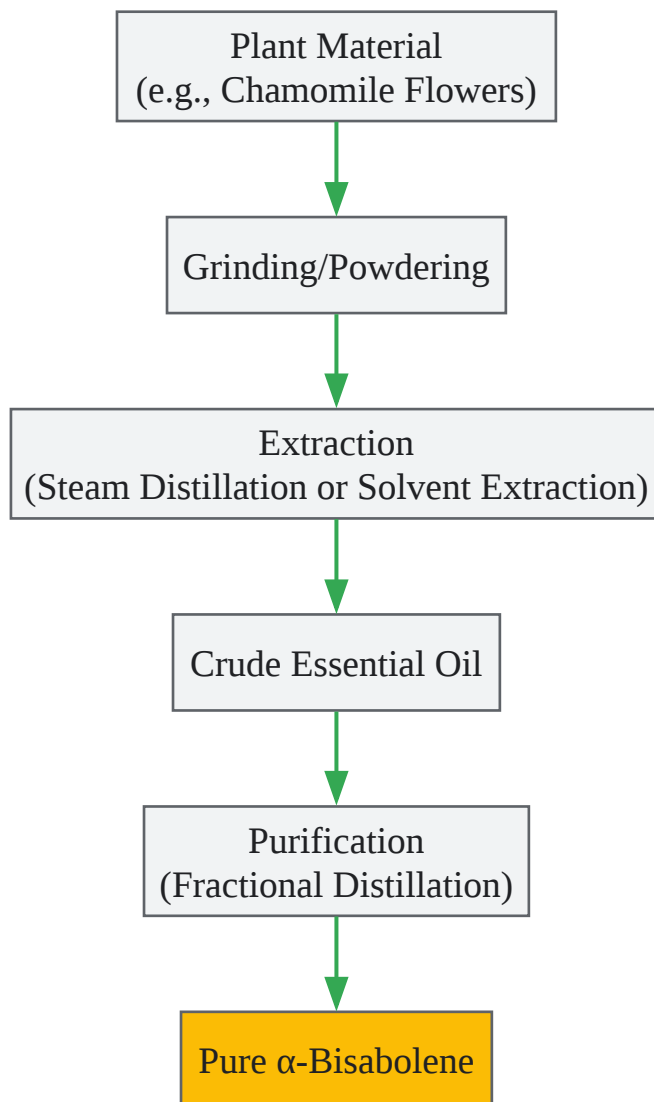 Plant Material
(e.g., Chamomile Flowers)
Grinding/Powdering
Extraction
(Steam Distillation or Solvent Extraction)
Crude Essential Oil
Purification
(Fractional Distillation)
Pure α-Bisabolene